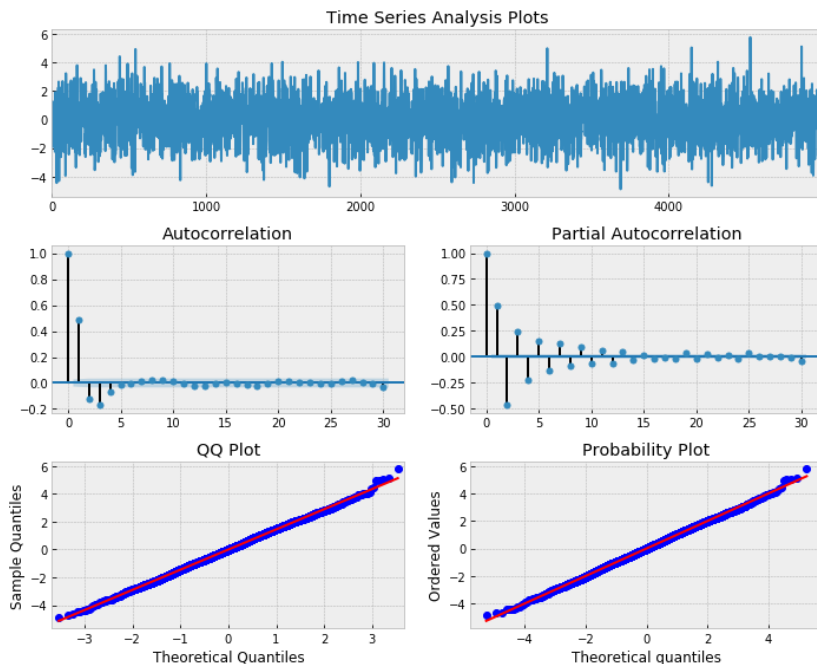 Time Series Analysis Plots
6
4
2
0
−2
−4
0 1000 2000 3000 4000
Autocorrelation
1.0
0.8
0.6
0.4
0.2
0.0
−0.2
0 5 10 15 20 25 30
Partial Autocorrelation
1.00
0.75
0.50
0.25
0.00
−0.25
−0.50
0 5 10 15 20 25 30
QQ Plot
Sample Quantiles
6
4
2
0
−2
−4
−3 −2 −1 0 1 2 3
Theoretical Quantiles
Probability Plot
Ordered Values
6
4
2
0
−2
−4
−4 −2 0 2 4
Theoretical quantiles